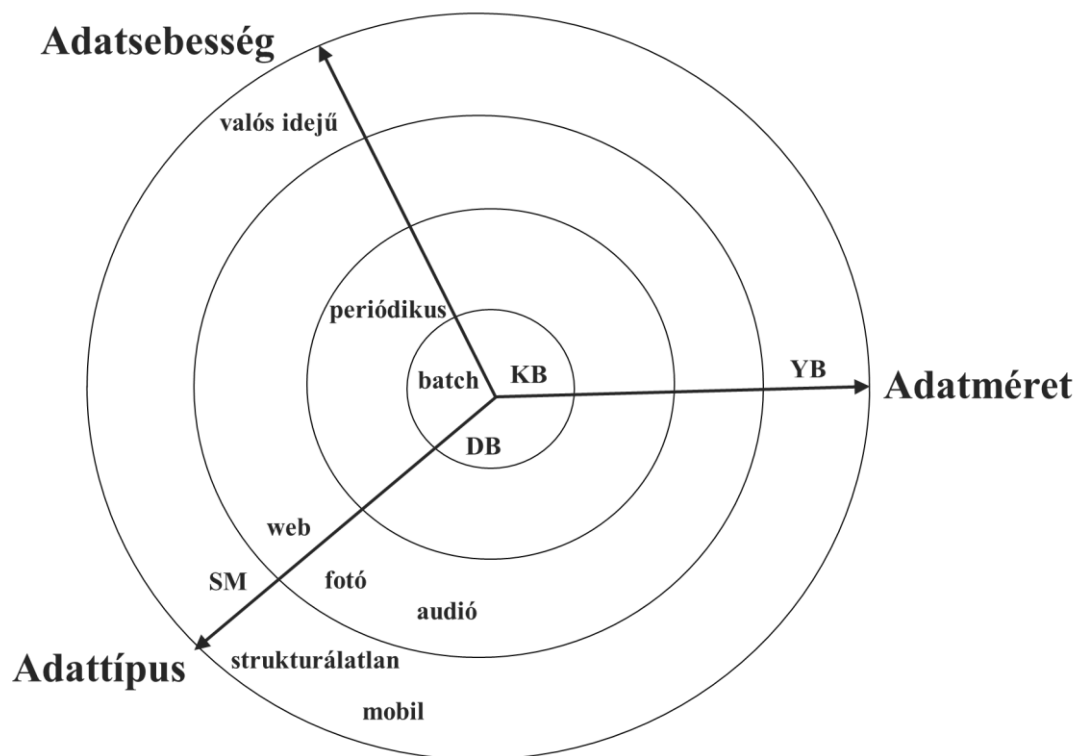 Adatsebesség
valós idejű
periódikus
batch
KB
YB
Adatméret
DB
web
SM
fotó
audió
Adattípus
strukturálatlan
mobil